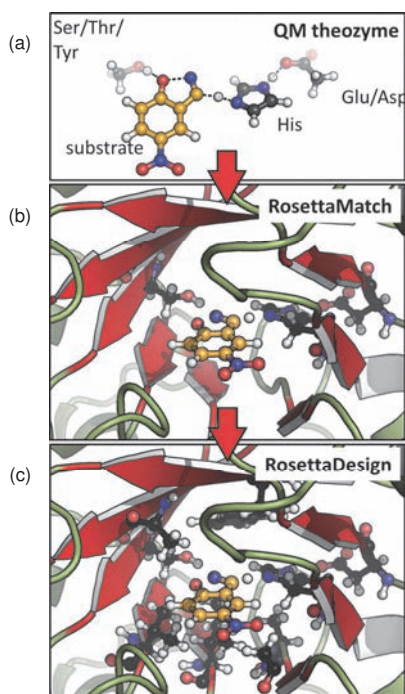 (a)
Ser/Thr/
Tyr
QM theozyme
Glu/Asp
His
substrate
(b)
RosettaMatch
(c)
RosettaDesign